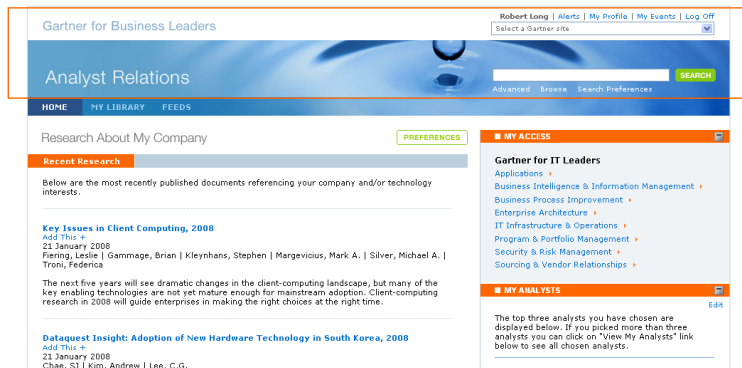 Gartner for Business Leaders
Robert Long | Alerts | My Profile | My Events | Log Off
Select a Gartner site
Analyst Relations
SEARCH
Advanced Browse Search Preferences
HOME MY LIBRARY FEEDS
Research About My Company
PREFERENCES
Recent Research
Below are the most recently published documents referencing your company and/or technology
interests.
Key Issues in Client Computing, 2008
Add This +
21 January 2008
Fiering, Leslie | Gammage, Brian | Kleynhans, Stephen | Margevicius, Mark A. | Silver, Michael A. |
Troni, Federica
The next five years will see dramatic changes in the client-computing landscape, but many of the
key enabling technologies are not yet mature enough for mainstream adoption. Client-computing
research in 2008 will guide enterprises in making the right choices at the right time.
Dataquest Insight: Adoption of New Hardware Technology in South Korea, 2008
Add This +
21 January 2008
Chae, SJ | Kim, Andrew | Lee, C.G.
MY ACCESS
Gartner for IT Leaders
Applications
Business Intelligence & Information Management
Business Process Improvement
Enterprise Architecture
IT Infrastructure & Operations
Program & Portfolio Management
Security & Risk Management
Sourcing & Vendor Relationships
MY ANALYSTS
Edit
The top three analysts you have chosen are
displayed below. If you picked more than three
analysts you can click on "View My Analysts" link
below to see all chosen analysts.